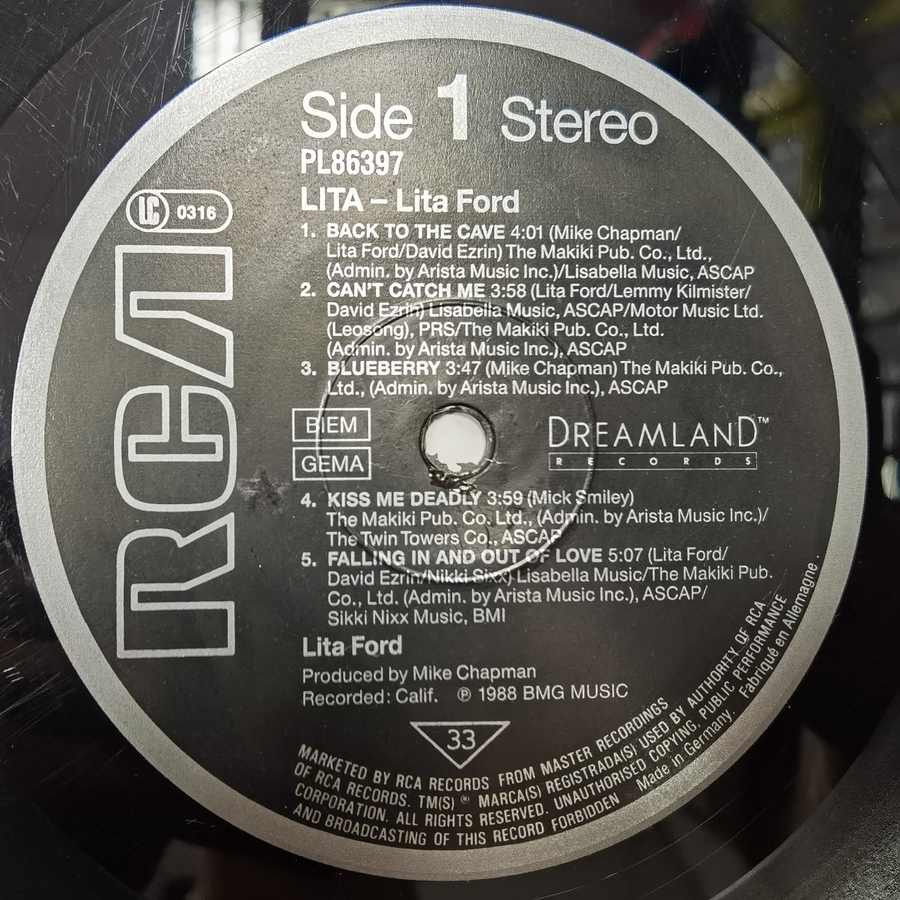 Side 1 Stereo
PL86397
LITA – Lita Ford
LC 0316
1. BACK TO THE CAVE 4:01 (Mike Chapman/
Lita Ford/David Ezrin) The Makiki Pub. Co., Ltd.,
(Admin. by Arista Music Inc.)/Lisabella Music, ASCAP
2. CAN'T CATCH ME 3:58 (Lita Ford/Lemmy Kilmister/
David Ezrin) Lisabella Music, ASCAP/Motor Music Ltd.
(Leosong), PRS/The Makiki Pub. Co., Ltd.
(Admin. by Arista Music Inc.), ASCAP
3. BLUEBERRY 3:47 (Mike Chapman) The Makiki Pub. Co.,
Ltd., (Admin. by Arista Music Inc.), ASCAP
RCA
BIEM
GEMA
DREAMLAND™
RECORDS
4. KISS ME DEADLY 3:59 (Mick Smiley)
The Makiki Pub. Co. Ltd., (Admin. by Arista Music Inc.)/
The Twin Towers Co., ASCAP
5. FALLING IN AND OUT OF LOVE 5:07 (Lita Ford/
David Ezrin/Nikki Sixx) Lisabella Music/The Makiki Pub.
Co., Ltd. (Admin. by Arista Music Inc.), ASCAP/
Sikki Nixx Music, BMI
Lita Ford
Produced by Mike Chapman
Recorded: Calif. ℗ 1988 BMG MUSIC
33
MARKETED BY RCA RECORDS FROM MASTER RECORDINGS
OF RCA RECORDS. TM(S) ® MARCA(S) REGISTRADA(S) USED BY AUTHORITY OF RCA
CORPORATION. ALL RIGHTS RESERVED. UNAUTHORISED COPYING, PUBLIC PERFORMANCE
AND BROADCASTING OF THIS RECORD FORBIDDEN Made in Germany. Fabriqué en Allemagne.